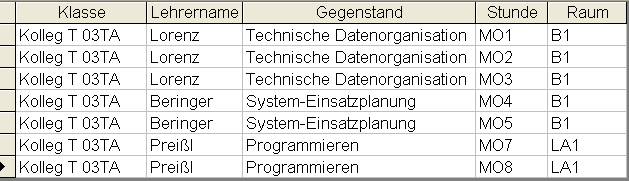 Klasse Lehrername Gegenstand Stunde Raum
Kolleg T 03TA Lorenz Technische Datenorganisation MO1 B1
Kolleg T 03TA Lorenz Technische Datenorganisation MO2 B1
Kolleg T 03TA Lorenz Technische Datenorganisation MO3 B1
Kolleg T 03TA Beringer System-Einsatzplanung MO4 B1
Kolleg T 03TA Beringer System-Einsatzplanung MO5 B1
Kolleg T 03TA Preißl Programmieren MO7 LA1
Kolleg T 03TA Preißl Programmieren MO8 LA1